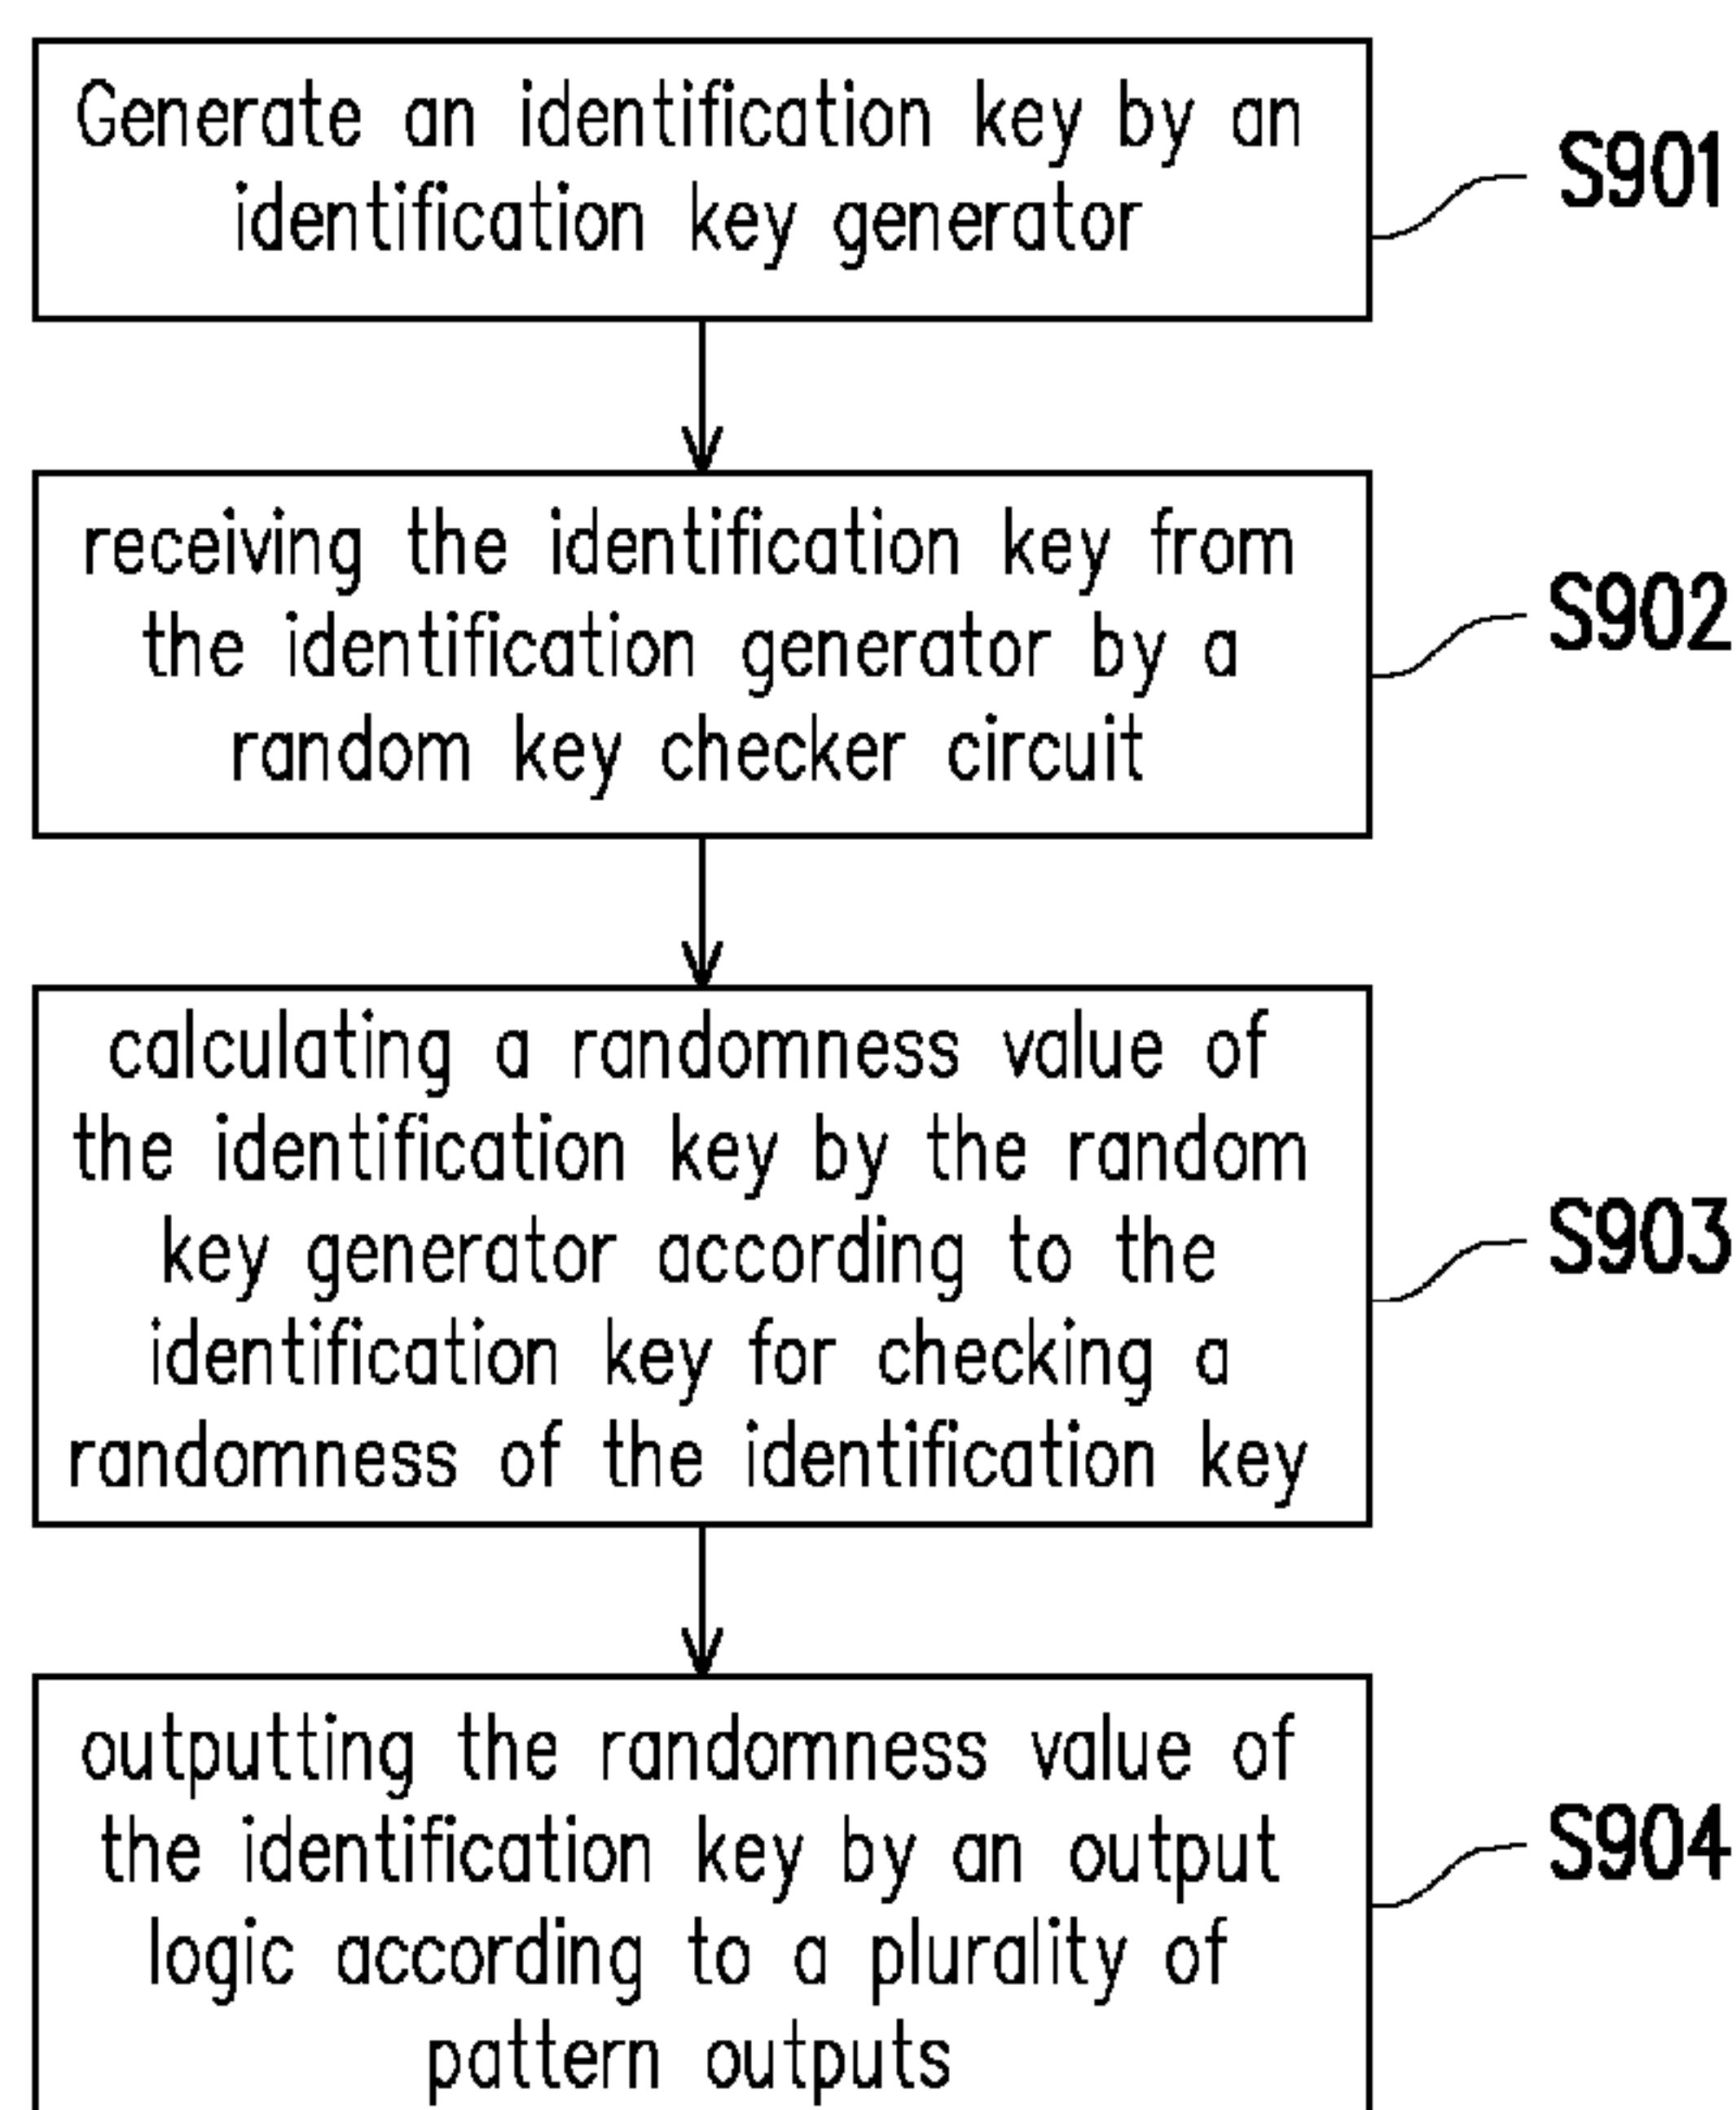 Generate an identification key by an
identification key generator
S901
receiving the identification key from
the identification generator by a
random key checker circuit
S902
calculating a randomness value of
the identification key by the random
key generator according to the
identification key for checking a
randomness of the identification key
S903
outputting the randomness value of
the identification key by an output
logic according to a plurality of
pattern outputs
S904